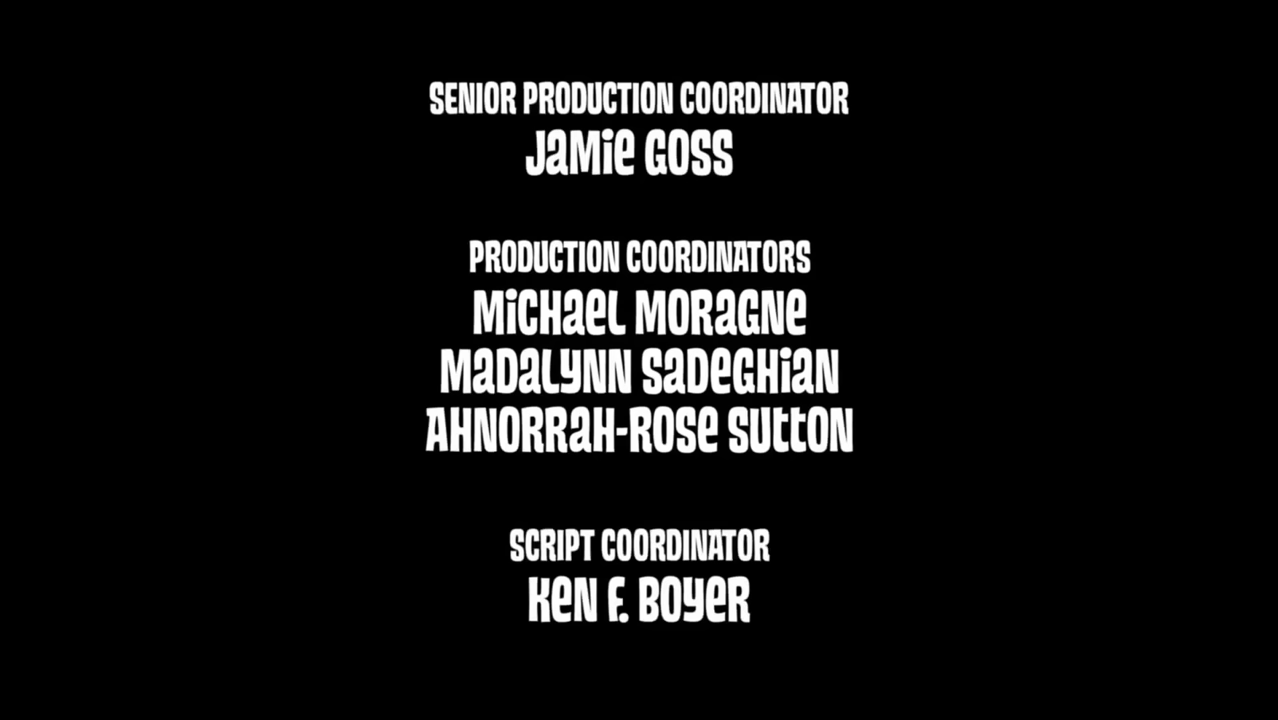 SENIOR PRODUCTION COORDINATOR
JaMie GOSS
PRODUCTION COORDINATORS
MiCHaeL MORaGNe
MaDaLyNN SaDeGHiaN
AHNORRaH-ROSe SuttON
SCRIPT COORDINATOR
KeN F. BOyeR